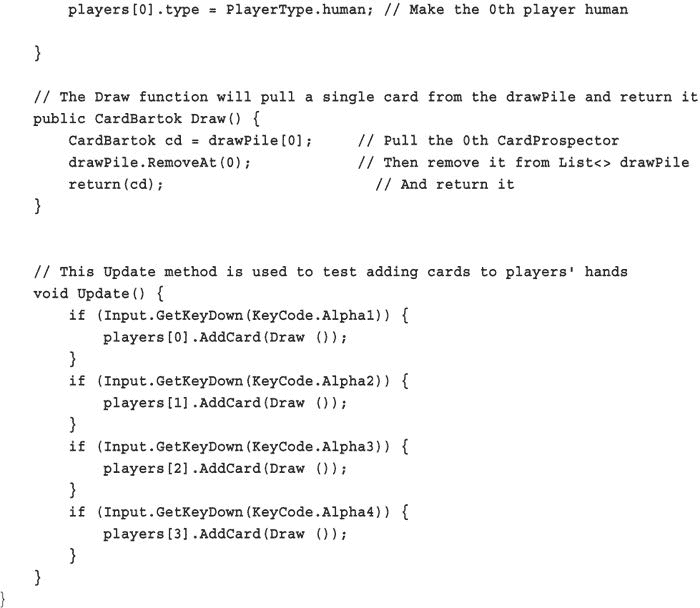 players[0].type = PlayerType.human; // Make the 0th player human
}
// The Draw function will pull a single card from the drawPile and return it
public CardBartok Draw() {
CardBartok cd = drawPile[0]; // Pull the 0th CardProspector
drawPile.RemoveAt(0); // Then remove it from List<> drawPile
return(cd); // And return it
}
// This Update method is used to test adding cards to players' hands
void Update() {
if (Input.GetKeyDown(KeyCode.Alpha1)) {
players[0].AddCard(Draw ());
}
if (Input.GetKeyDown(KeyCode.Alpha2)) {
players[1].AddCard(Draw ());
}
if (Input.GetKeyDown(KeyCode.Alpha3)) {
players[2].AddCard(Draw ());
}
if (Input.GetKeyDown(KeyCode.Alpha4)) {
players[3].AddCard(Draw ());
}
}
}